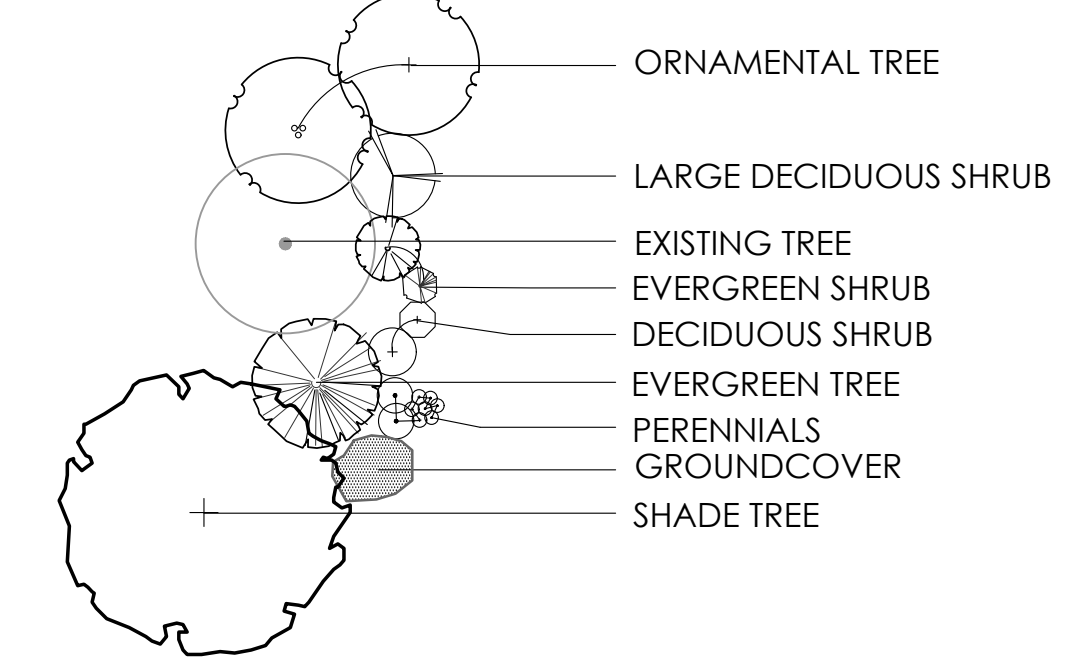 ORNAMENTAL TREE
LARGE DECIDUOUS SHRUB
EXISTING TREE
EVERGREEN SHRUB
DECIDUOUS SHRUB
EVERGREEN TREE
PERENNIALS
GROUNDCOVER
SHADE TREE